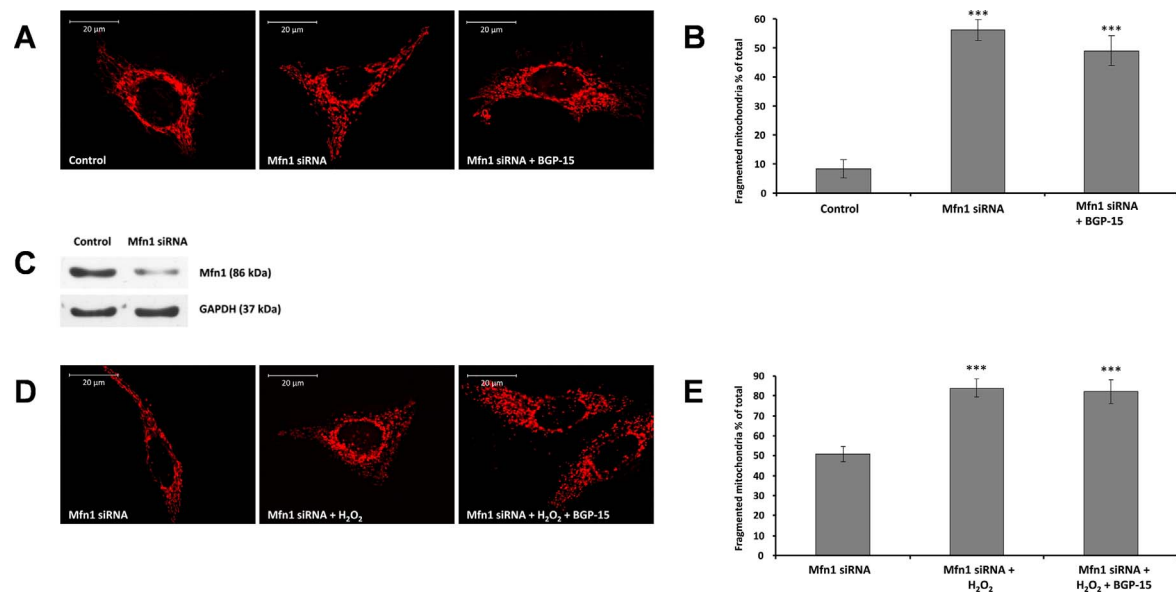 A
20 µm
Control
20 µm
Mfn1 siRNA
20 µm
Mfn1 siRNA + BGP-15
B
Fragmented mitochondria % of total
60
50
40
30
20
10
0
***
***
Control
Mfn1 siRNA
Mfn1 siRNA
+ BGP-15
C
Control Mfn1 siRNA
Mfn1 (86 kDa)
GAPDH (37 kDa)
D
20 µm
Mfn1 siRNA
20 µm
Mfn1 siRNA + H₂O₂
20 µm
Mfn1 siRNA + H₂O₂ + BGP-15
E
Fragmented mitochondria % of total
90
80
70
60
50
40
30
20
10
0
***
***
Mfn1 siRNA
Mfn1 siRNA +
H₂O₂
Mfn1 siRNA +
H₂O₂ + BGP-15